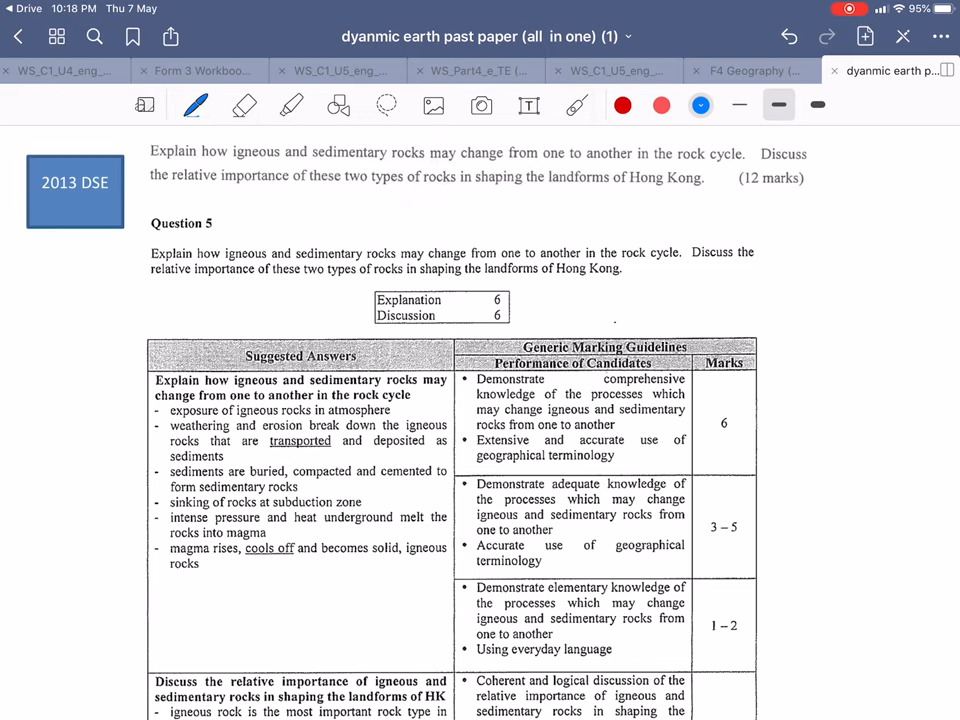 Drive 10:18 PM Thu 7 May 95%
dyanmic earth past paper (all in one) (1)
WS_C1_U4_eng_... Form 3 Workboo... WS_C1_U5_eng_... WS_Part4_e_TE (... WS_C1_U5_eng_... F4 Geography (... dyanmic earth p...
Explain how igneous and sedimentary rocks may change from one to another in the rock cycle. Discuss
the relative importance of these two types of rocks in shaping the landforms of Hong Kong. (12 marks)
2013 DSE
Question 5
Explain how igneous and sedimentary rocks may change from one to another in the rock cycle. Discuss the
relative importance of these two types of rocks in shaping the landforms of Hong Kong.
Explanation 6
Discussion 6
Suggested Answers
Generic Marking Guidelines
Performance of Candidates Marks
Explain how igneous and sedimentary rocks may
change from one to another in the rock cycle
- exposure of igneous rocks in atmosphere
- weathering and erosion break down the igneous
rocks that are transported and deposited as
sediments
- sediments are buried, compacted and cemented to
form sedimentary rocks
- sinking of rocks at subduction zone
- intense pressure and heat underground melt the
rocks into magma
- magma rises, cools off and becomes solid, igneous
rocks
• Demonstrate comprehensive
knowledge of the processes which
may change igneous and sedimentary
rocks from one to another
• Extensive and accurate use of
geographical terminology
6
• Demonstrate adequate knowledge of
the processes which may change
igneous and sedimentary rocks from
one to another
• Accurate use of geographical
terminology
3 – 5
• Demonstrate elementary knowledge of
the processes which may change
igneous and sedimentary rocks from
one to another
• Using everyday language
1 – 2
Discuss the relative importance of igneous and
sedimentary rocks in shaping the landforms of HK
- igneous rock is the most important rock type in
• Coherent and logical discussion of the
relative importance of igneous and
sedimentary rocks in shaping the